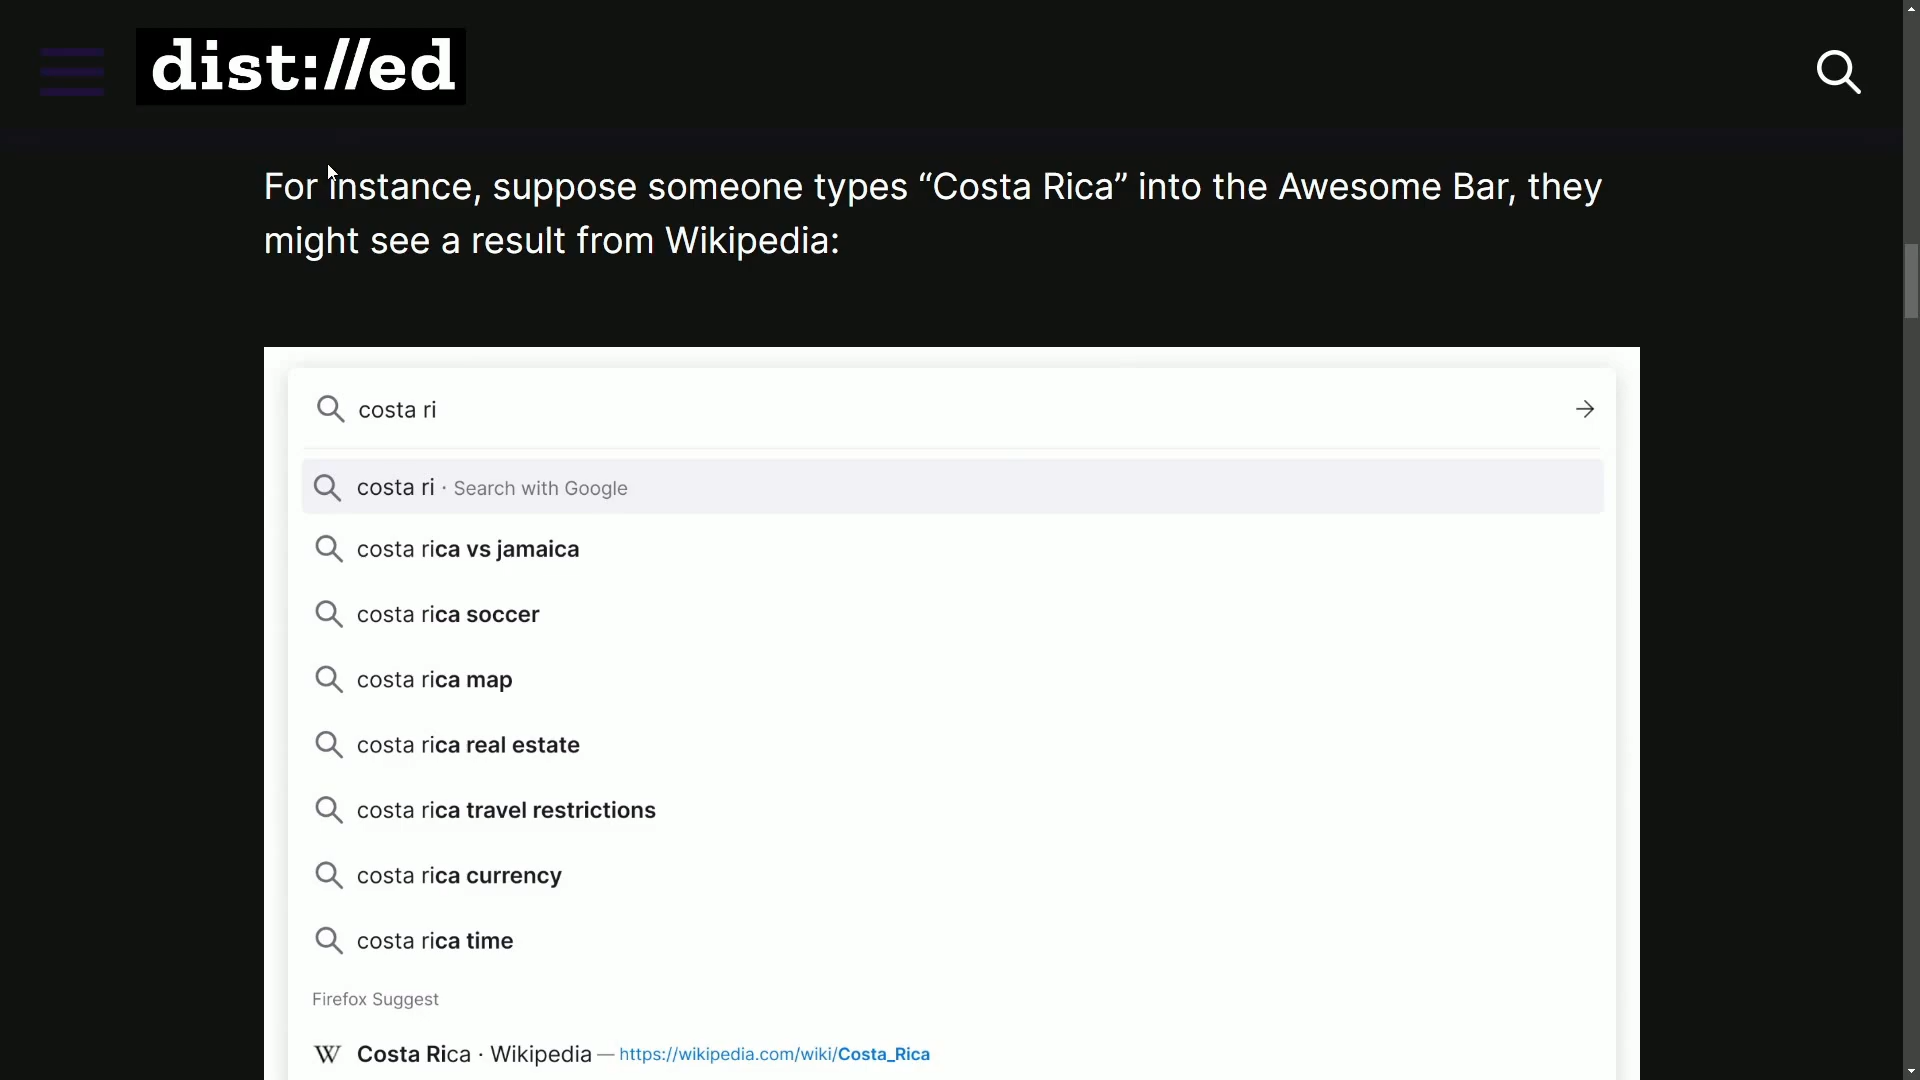 dist://ed
For instance, suppose someone types “Costa Rica” into the Awesome Bar, they
might see a result from Wikipedia:
costa ri
costa ri · Search with Google
costa rica vs jamaica
costa rica soccer
costa rica map
costa rica real estate
costa rica travel restrictions
costa rica currency
costa rica time
Firefox Suggest
Costa Rica · Wikipedia — https://wikipedia.com/wiki/Costa_Rica